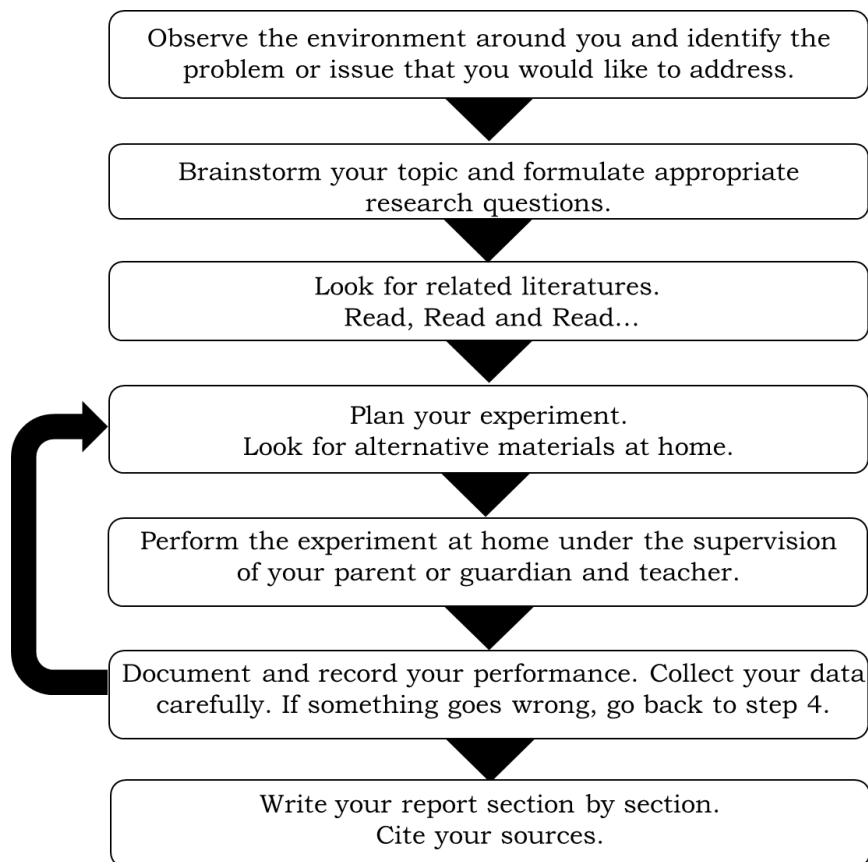 Observe the environment around you and identify the
problem or issue that you would like to address.
Brainstorm your topic and formulate appropriate
research questions.
Look for related literatures.
Read, Read and Read…
Plan your experiment.
Look for alternative materials at home.
Perform the experiment at home under the supervision
of your parent or guardian and teacher.
Document and record your performance. Collect your data
carefully. If something goes wrong, go back to step 4.
Write your report section by section.
Cite your sources.